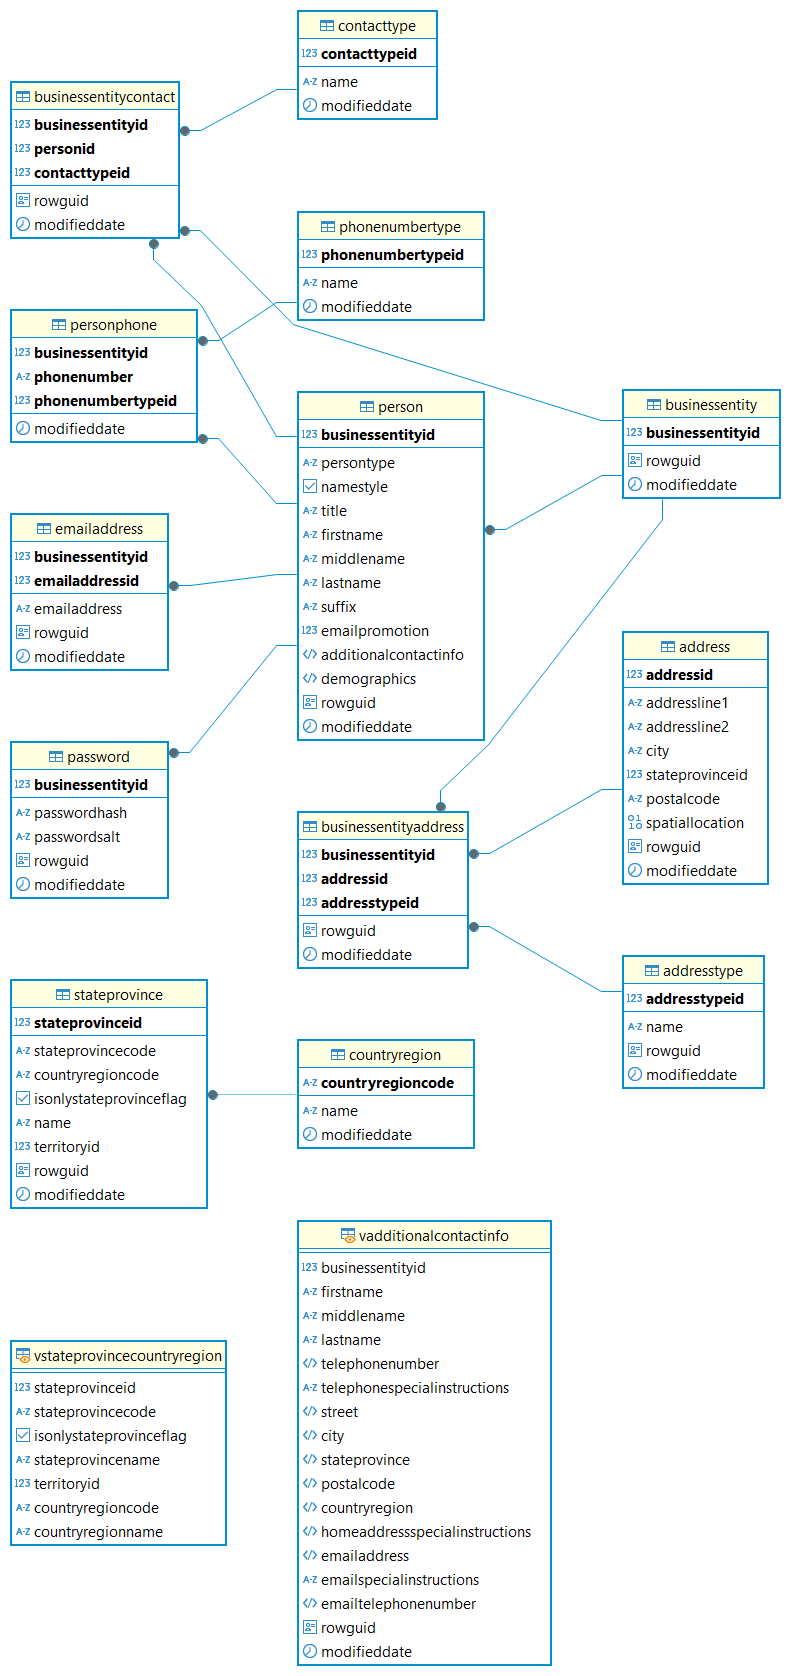 contacttype
123 contacttypeid
A-Z name
modifieddate
businessentitycontact
123 businessentityid
123 personid
123 contacttypeid
rowguid
modifieddate
phonenumbertype
123 phonenumbertypeid
A-Z name
modifieddate
personphone
123 businessentityid
A-Z phonenumber
123 phonenumbertypeid
modifieddate
person
123 businessentityid
A-Z persontype
namestyle
A-Z title
A-Z firstname
A-Z middlename
A-Z lastname
A-Z suffix
123 emailpromotion
</> additionalcontactinfo
</> demographics
rowguid
modifieddate
businessentity
123 businessentityid
rowguid
modifieddate
emailaddress
123 businessentityid
123 emailaddressid
A-Z emailaddress
rowguid
modifieddate
address
123 addressid
A-Z addressline1
A-Z addressline2
A-Z city
123 stateprovinceid
A-Z postalcode
spatiallocation
rowguid
modifieddate
password
123 businessentityid
A-Z passwordhash
A-Z passwordsalt
rowguid
modifieddate
businessentityaddress
123 businessentityid
123 addressid
123 addresstypeid
rowguid
modifieddate
addresstype
123 addresstypeid
A-Z name
rowguid
modifieddate
stateprovince
123 stateprovinceid
A-Z stateprovincecode
A-Z countryregioncode
isonlystateprovinceflag
A-Z name
123 territoryid
rowguid
modifieddate
countryregion
A-Z countryregioncode
A-Z name
modifieddate
vadditionalcontactinfo
123 businessentityid
A-Z firstname
A-Z middlename
A-Z lastname
</> telephonenumber
A-Z telephonespecialinstructions
</> street
</> city
</> stateprovince
</> postalcode
</> countryregion
</> homeaddressspecialinstructions
</> emailaddress
A-Z emailspecialinstructions
</> emailtelephonenumber
rowguid
modifieddate
vstateprovincecountryregion
123 stateprovinceid
A-Z stateprovincecode
isonlystateprovinceflag
A-Z stateprovincename
123 territoryid
A-Z countryregioncode
A-Z countryregionname